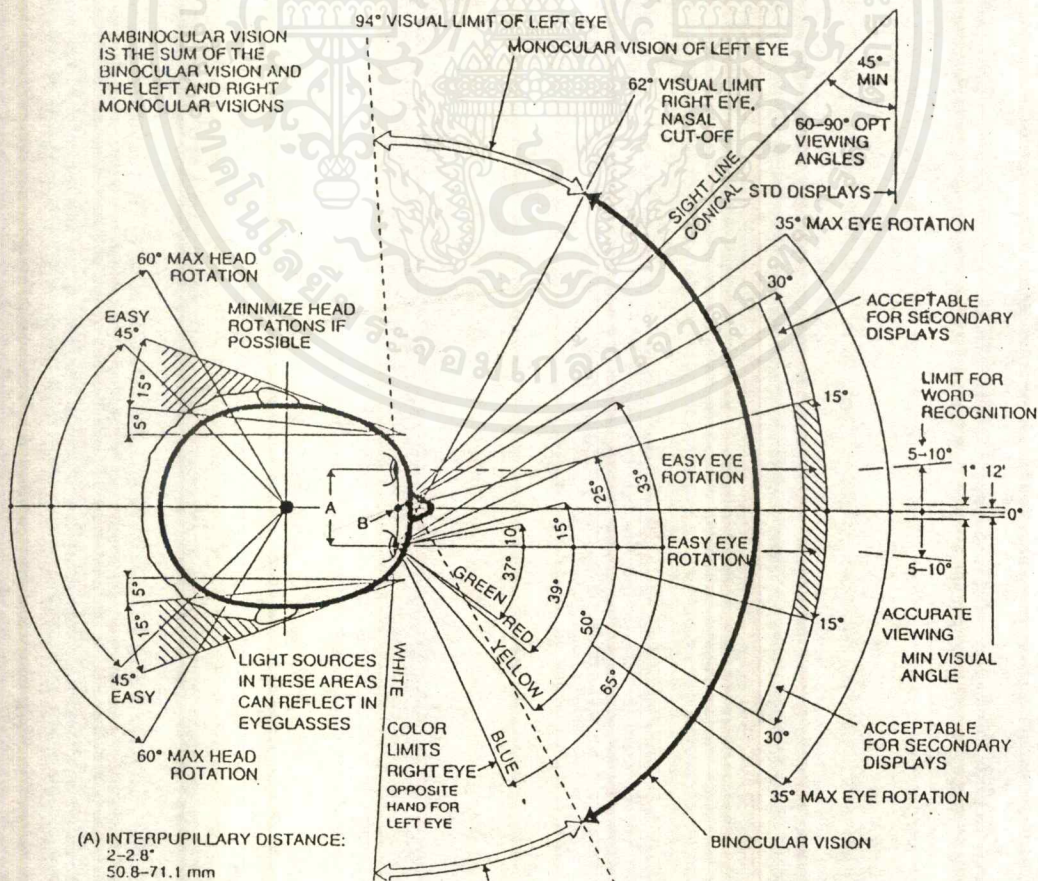 94° VISUAL LIMIT OF LEFT EYE
AMBINOCULAR VISION
IS THE SUM OF THE
BINOCULAR VISION AND
THE LEFT AND RIGHT
MONOCULAR VISIONS
MONOCULAR VISION OF LEFT EYE
62° VISUAL LIMIT
RIGHT EYE,
NASAL
CUT-OFF
45°
MIN
60–90° OPT
VIEWING
ANGLES
STD DISPLAYS
SIGHT LINE
CONICAL
35° MAX EYE ROTATION
60° MAX HEAD
ROTATION
MINIMIZE HEAD
ROTATIONS IF
POSSIBLE
EASY
45°
15°
5°
30°
ACCEPTABLE
FOR SECONDARY
DISPLAYS
LIMIT FOR
WORD
RECOGNITION
15°
5–10°
1°
12'
0°
EASY EYE
ROTATION
33°
25°
15°
10
A
B
EASY EYE
ROTATION
37°
39°
50°
65°
GREEN
RED
YELLOW
BLUE
WHITE
5–10°
15°
ACCURATE
VIEWING
MIN VISUAL
ANGLE
5°
15°
45°
EASY
LIGHT SOURCES
IN THESE AREAS
CAN REFLECT IN
EYEGLASSES
60° MAX HEAD
ROTATION
COLOR
LIMITS
RIGHT EYE
OPPOSITE
HAND FOR
LEFT EYE
30°
ACCEPTABLE
FOR SECONDARY
DISPLAYS
35° MAX EYE ROTATION
BINOCULAR VISION
(A) INTERPUPILLARY DISTANCE:
2–2.8"
50.8–71.1 mm